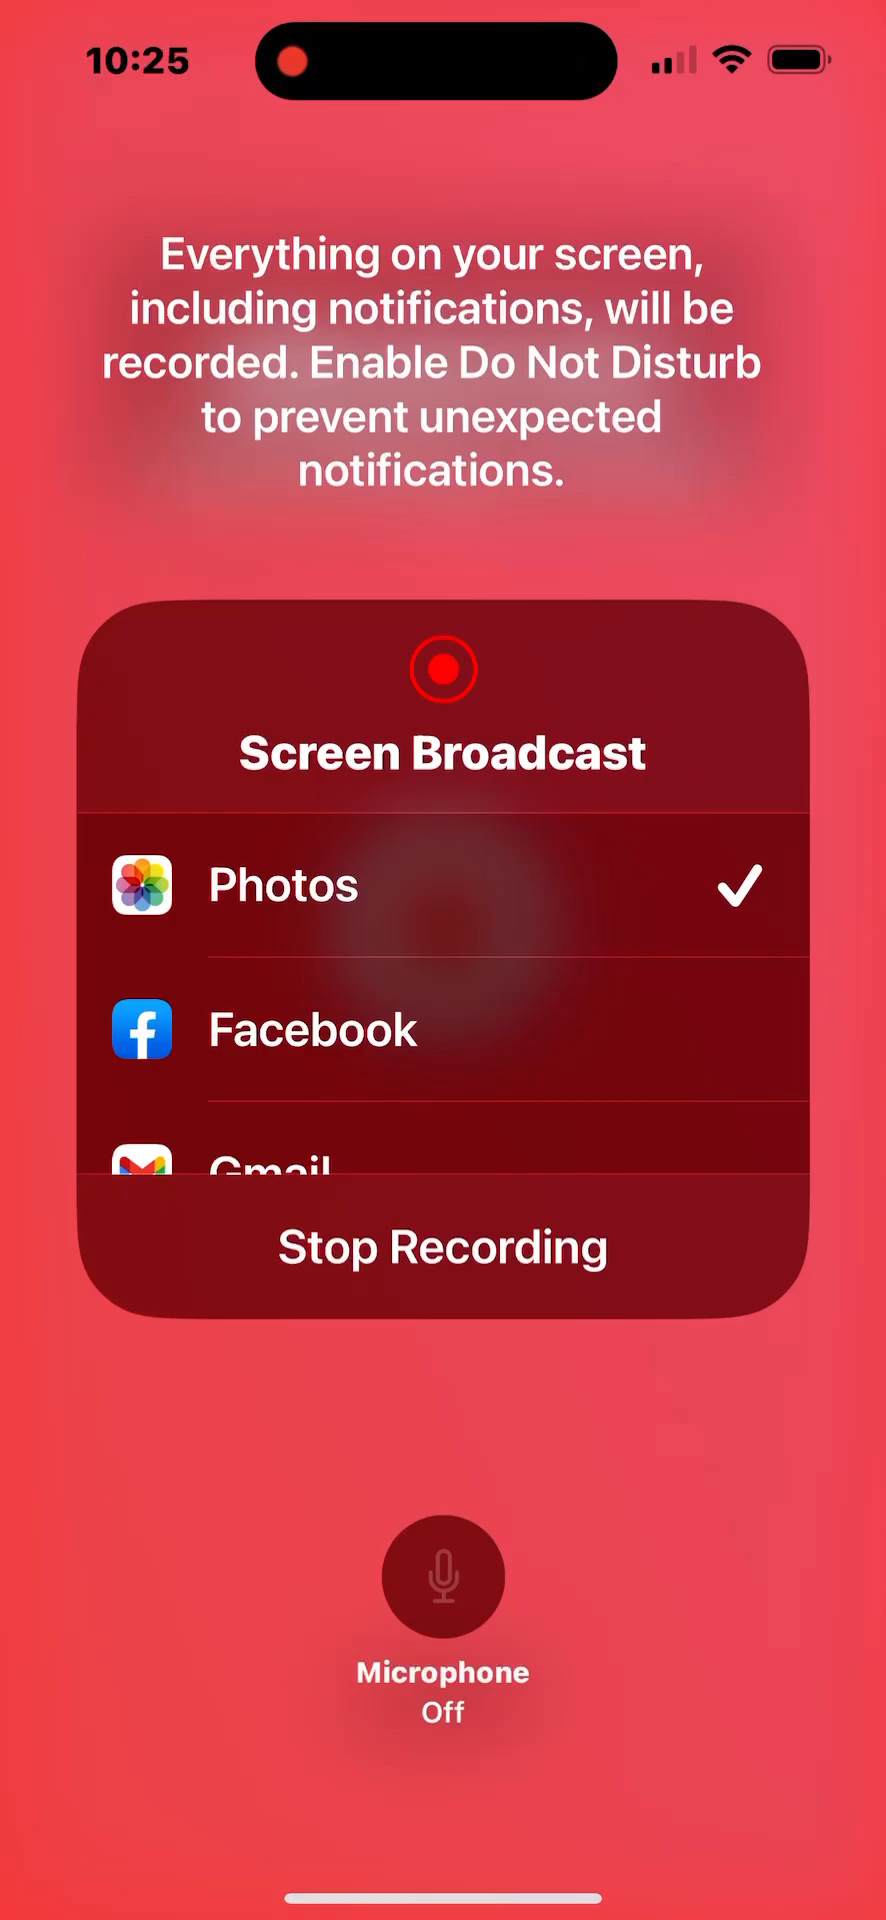 10:25
Everything on your screen,
including notifications, will be
recorded. Enable Do Not Disturb
to prevent unexpected
notifications.
Screen Broadcast
Photos
Facebook
Gmail
Stop Recording
Microphone
Off